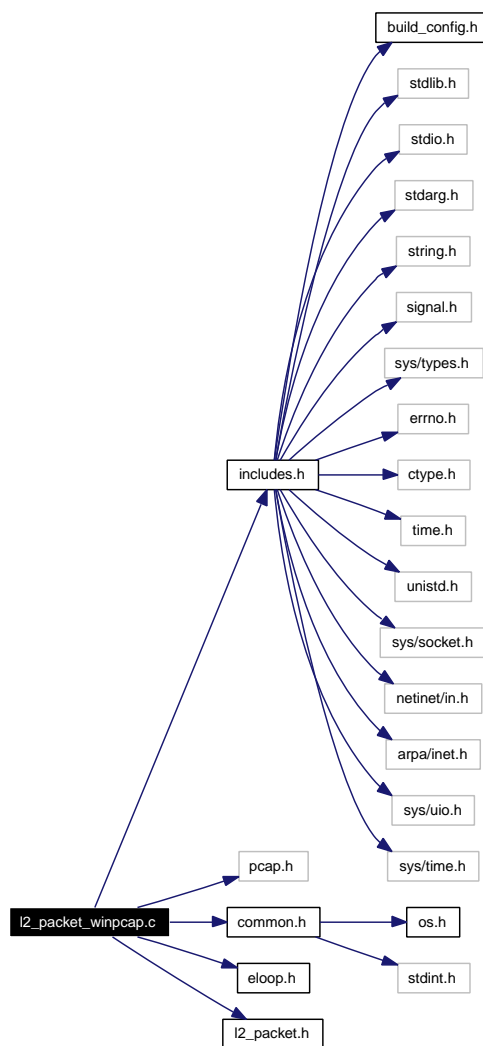 build_config.h
stdlib.h
stdio.h
stdarg.h
string.h
signal.h
sys/types.h
errno.h
includes.h
ctype.h
time.h
unistd.h
sys/socket.h
netinet/in.h
arpa/inet.h
sys/uio.h
pcap.h
sys/time.h
l2_packet_winpcap.c
common.h
os.h
eloop.h
stdint.h
l2_packet.h